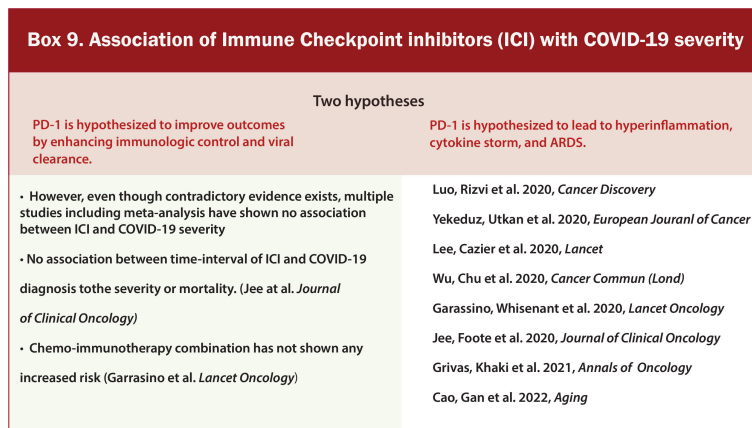 Box 9. Association of Immune Checkpoint inhibitors (ICI) with COVID-19 severity
Two hypotheses
PD-1 is hypothesized to improve outcomes
by enhancing immunologic control and viral
clearance.
PD-1 is hypothesized to lead to hyperinflammation,
cytokine storm, and ARDS.
• However, even though contradictory evidence exists, multiple
studies including meta-analysis have shown no association
between ICI and COVID-19 severity
• No association between time-interval of ICI and COVID-19
diagnosis tothe severity or mortality. (Jee at al. Journal
of Clinical Oncology)
• Chemo-immunotherapy combination has not shown any
increased risk (Garrasino et al. Lancet Oncology)
Luo, Rizvi et al. 2020, Cancer Discovery
Yekeduz, Utkan et al. 2020, European Jouranl of Cancer
Lee, Cazier et al. 2020, Lancet
Wu, Chu et al. 2020, Cancer Commun (Lond)
Garassino, Whisenant et al. 2020, Lancet Oncology
Jee, Foote et al. 2020, Journal of Clinical Oncology
Grivas, Khaki et al. 2021, Annals of Oncology
Cao, Gan et al. 2022, Aging